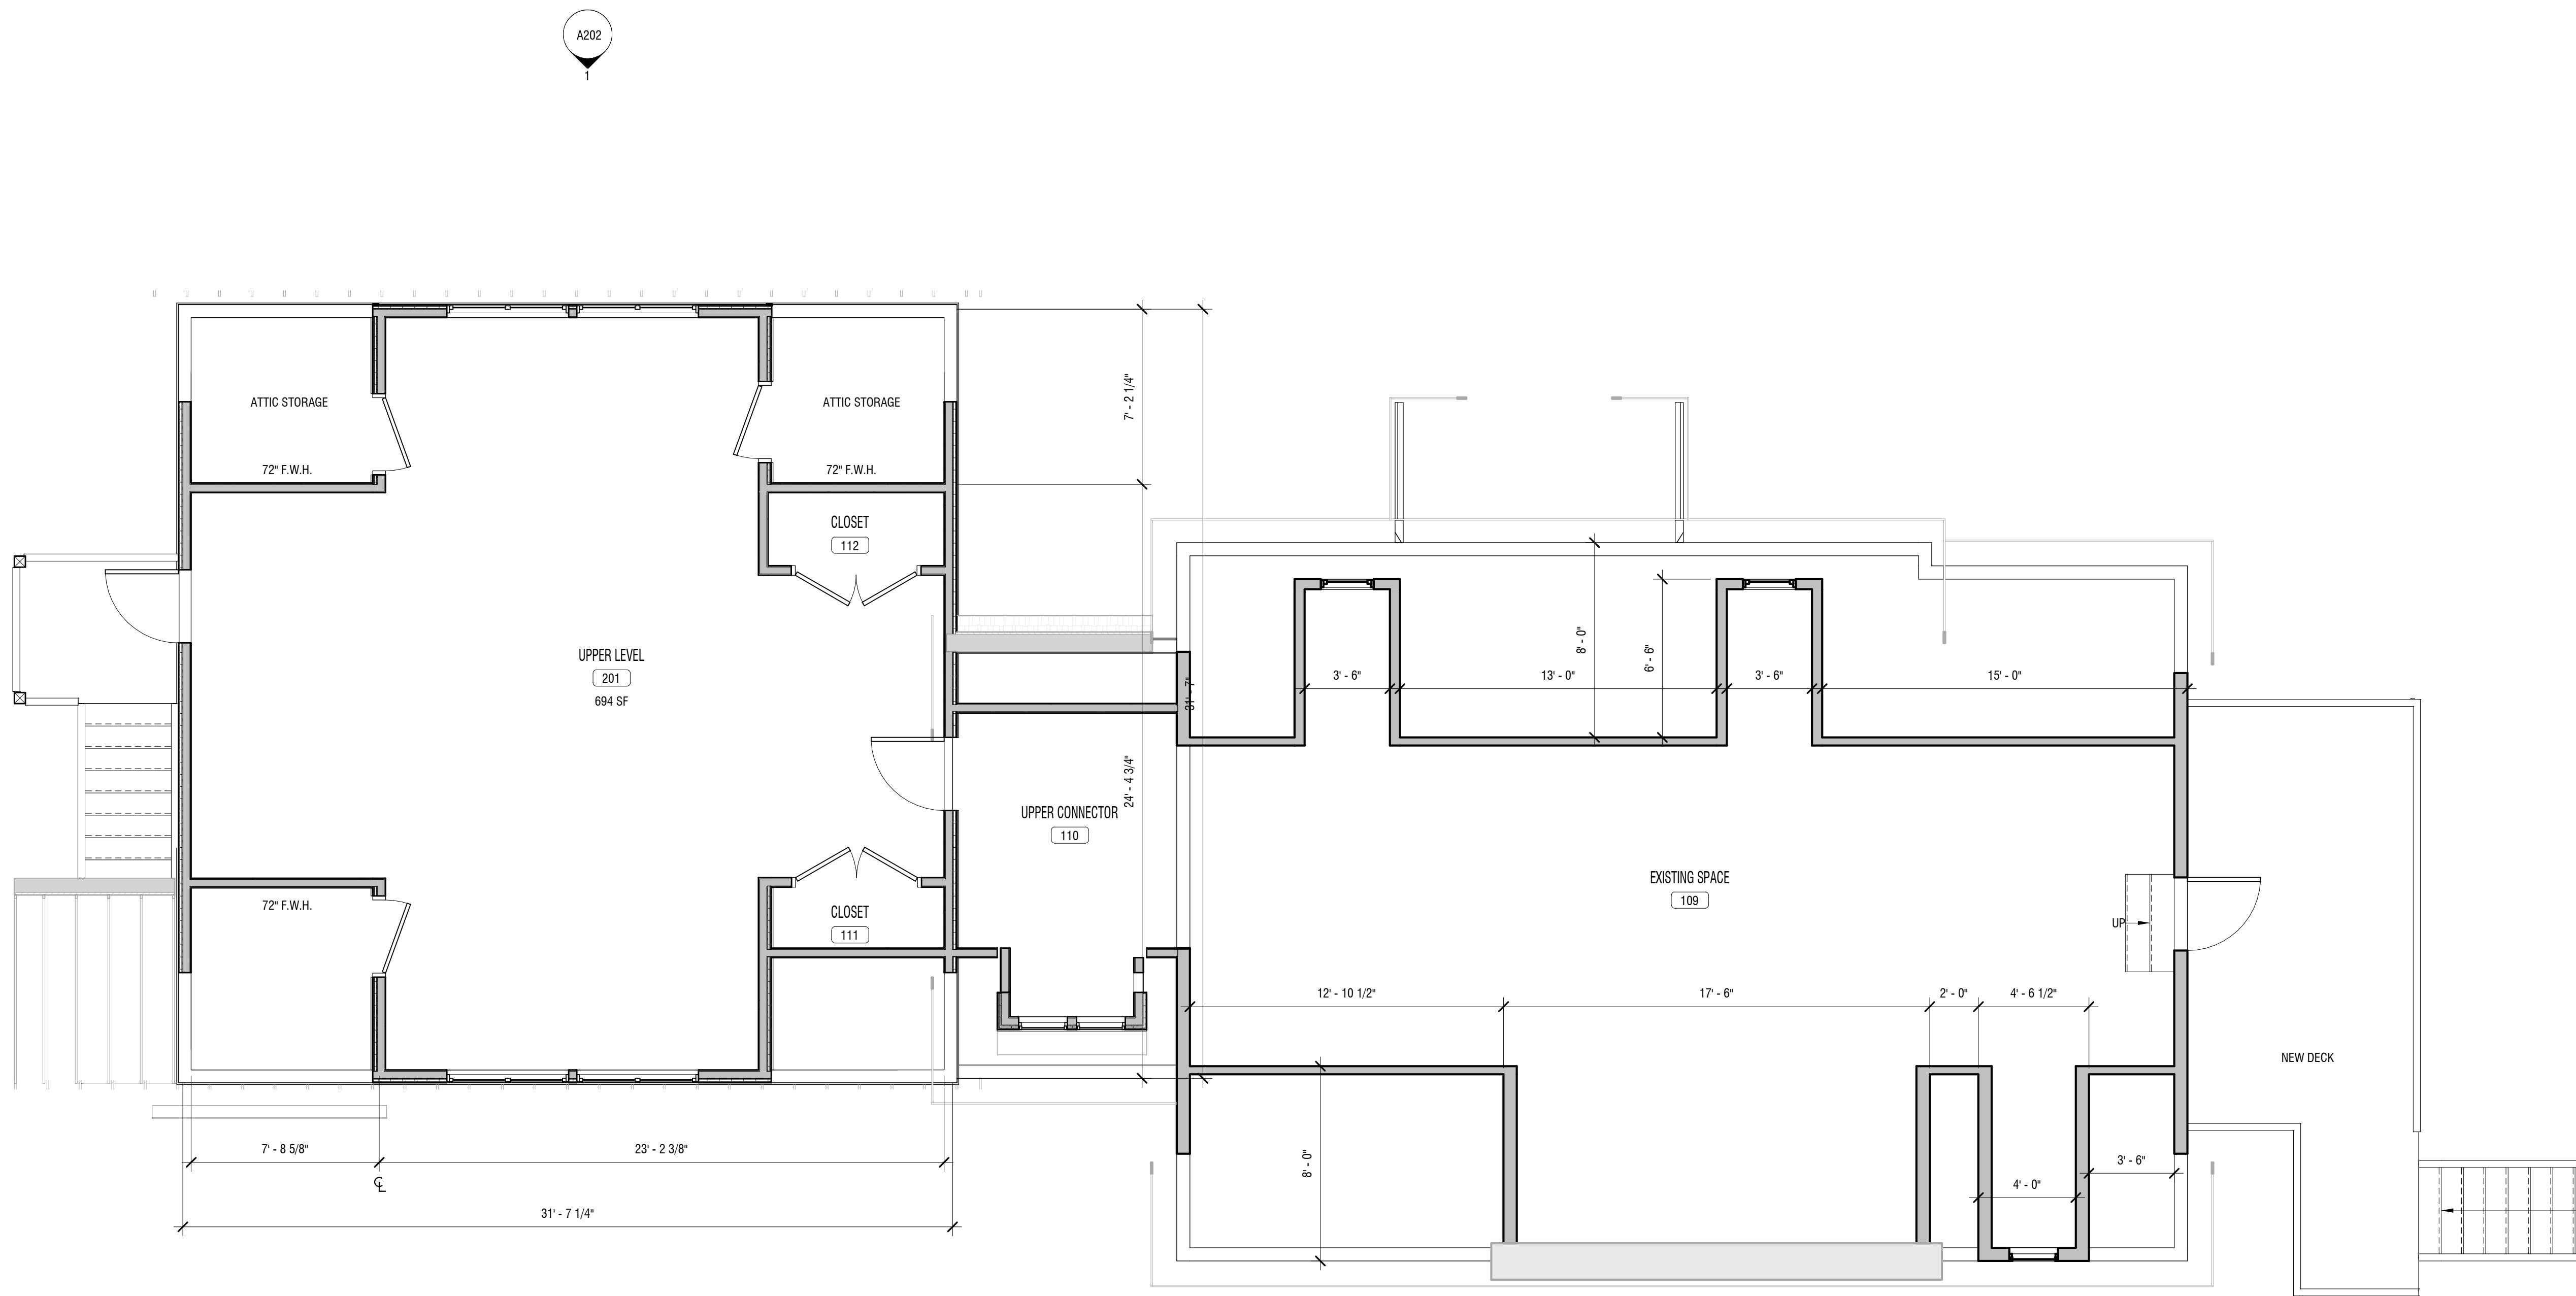 A202
1
7' - 2 1/4"
ATTIC STORAGE
ATTIC STORAGE
72" F.W.H.
72" F.W.H.
CLOSET
112
8' - 0"
6' - 6"
UPPER LEVEL
201
694 SF
31' - 7"
3' - 6"
13' - 0"
3' - 6"
15' - 0"
24' - 4 3/4"
UPPER CONNECTOR
110
EXISTING SPACE
109
72" F.W.H.
CLOSET
111
UP
12' - 10 1/2"
17' - 6"
2' - 0"
4' - 6 1/2"
NEW DECK
7' - 8 5/8"
23' - 2 3/8"
8' - 0"
3' - 6"
CL
4' - 0"
31' - 7 1/4"